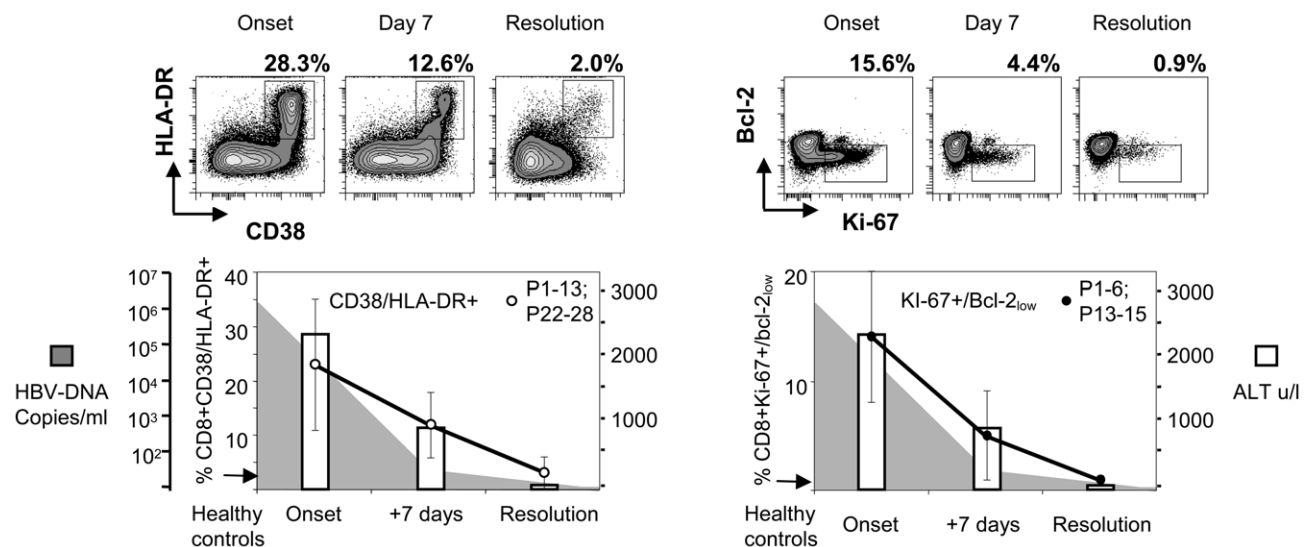 Onset Day 7 Resolution
28.3% 12.6% 2.0%
HLA-DR
CD38
Onset Day 7 Resolution
15.6% 4.4% 0.9%
Bcl-2
Ki-67
HBV-DNA
Copies/ml
10⁷
10⁶
10⁵
10⁴
10³
10²
% CD8+CD38/HLA-DR+
40
30
20
10
CD38/HLA-DR+
P1-13;
P22-28
3000
2000
1000
Healthy
controls
Onset +7 days Resolution
% CD8+Ki-67+/bcl-2low
20
10
KI-67+/Bcl-2low
P1-6;
P13-15
3000
2000
1000
Healthy
controls
Onset +7 days Resolution
ALT u/l